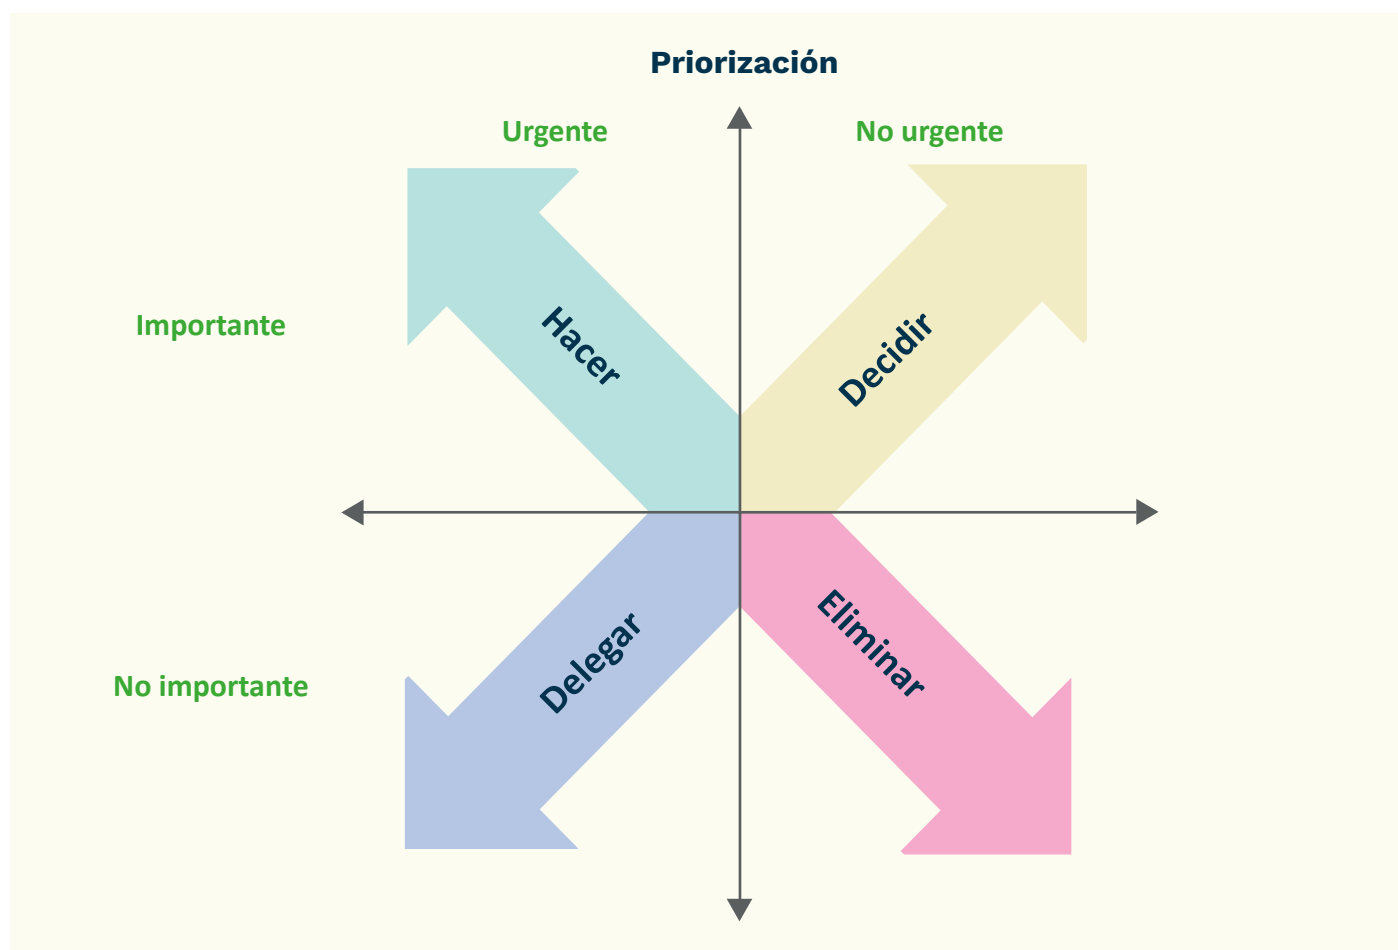 Priorización
Urgente
No urgente
Importante
Hacer
Decidir
No importante
Delegar
Eliminar